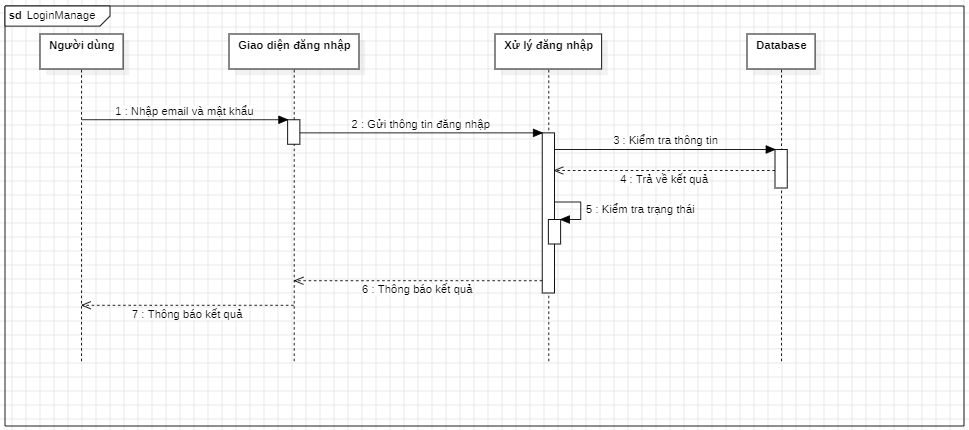 sd LoginManage
Người dùng
Giao diện đăng nhập
Xử lý đăng nhập
Database
1 : Nhập email và mật khẩu
2 : Gửi thông tin đăng nhập
3 : Kiểm tra thông tin
4 : Trả về kết quả
5 : Kiểm tra trạng thái
6 : Thông báo kết quả
7 : Thông báo kết quả